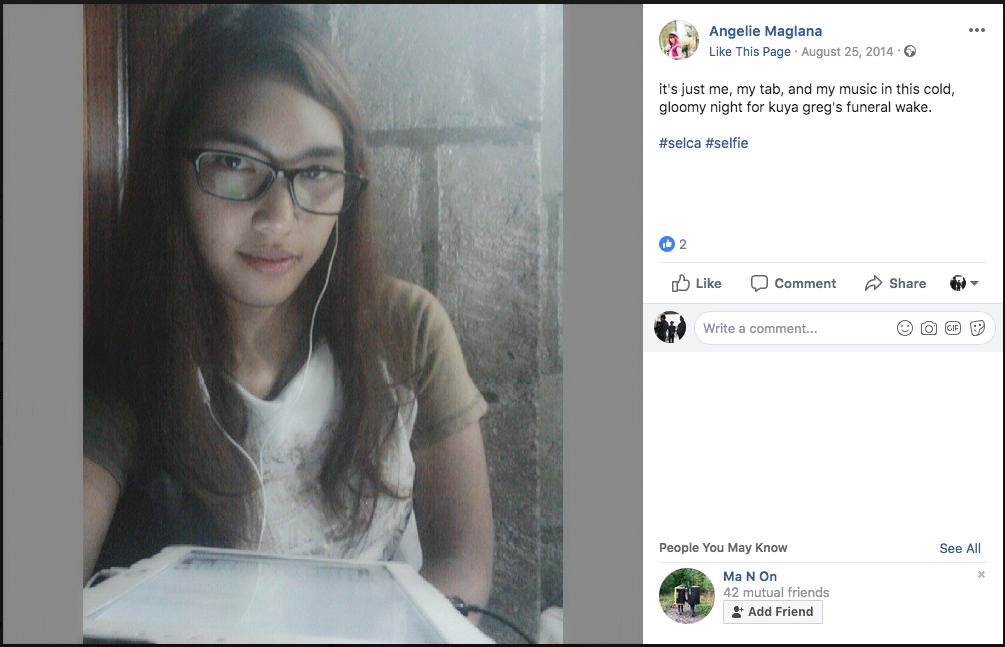 Angelie Maglana
Like This Page · August 25, 2014 ·
it's just me, my tab, and my music in this cold,
gloomy night for kuya greg's funeral wake.
#selca #selfie
2
Like Comment Share
Write a comment...
GIF
People You May Know See All
Ma N On
42 mutual friends
Add Friend